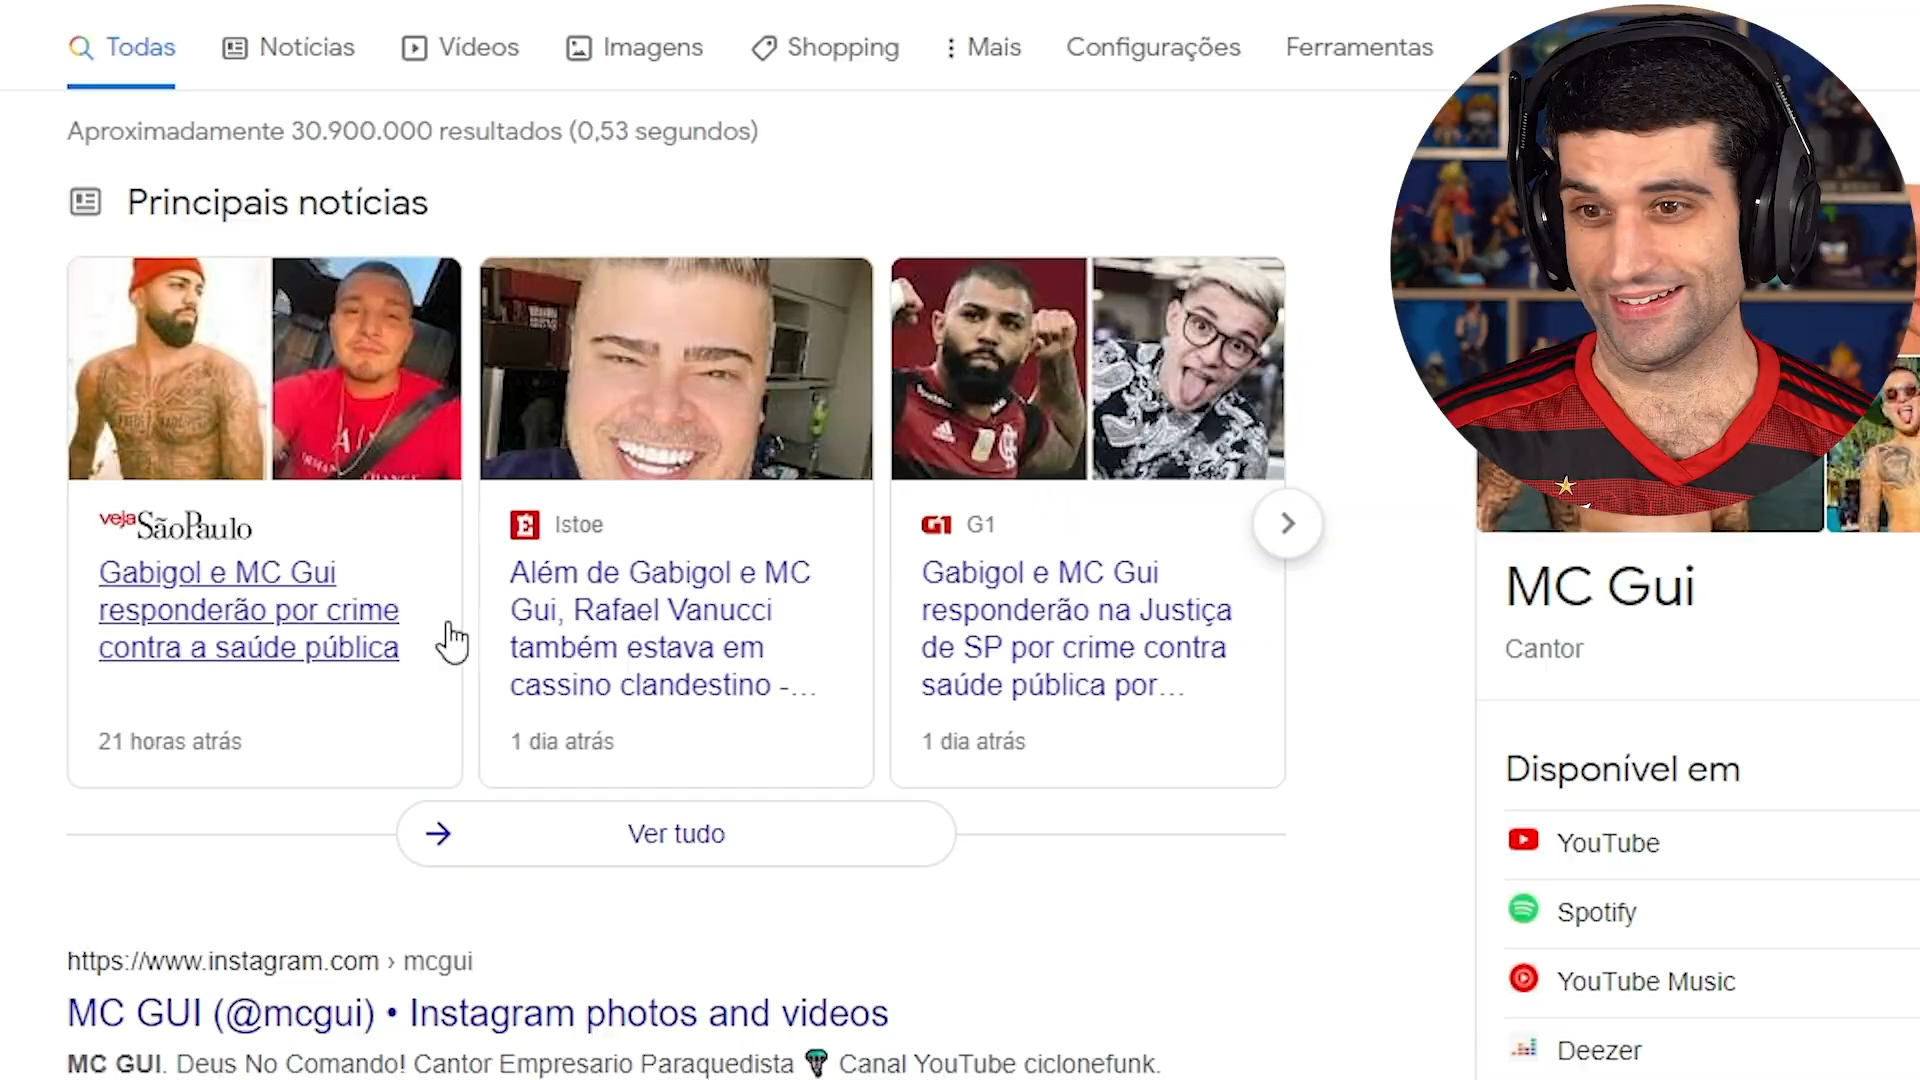 Todas Notícias Vídeos Imagens Shopping Mais Configurações Ferramentas
Aproximadamente 30.900.000 resultados (0,53 segundos)
Principais notícias
veja SãoPaulo
Gabigol e MC Gui
responderão por crime
contra a saúde pública
21 horas atrás
Istoe
Além de Gabigol e MC
Gui, Rafael Vanucci
também estava em
cassino clandestino -...
1 dia atrás
G1 G1
Gabigol e MC Gui
responderão na Justiça
de SP por crime contra
saúde pública por...
1 dia atrás
Ver tudo
https://www.instagram.com › mcgui
MC GUI (@mcgui) • Instagram photos and videos
MC GUI. Deus No Comando! Cantor Empresario Paraquedista 🪂 Canal YouTube ciclonefunk.
MC Gui
Cantor
Disponível em
YouTube
Spotify
YouTube Music
Deezer